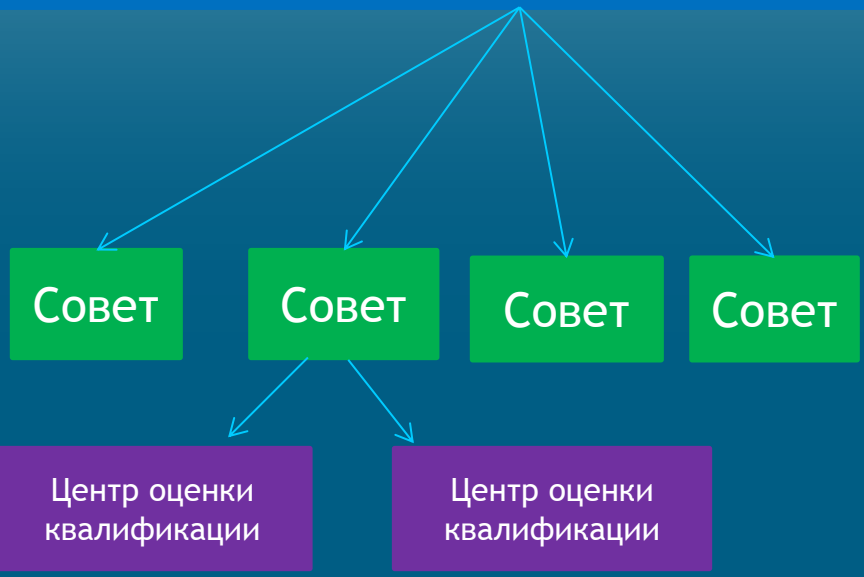 Совет
Совет
Совет
Совет
Центр оценки
квалификации
Центр оценки
квалификации